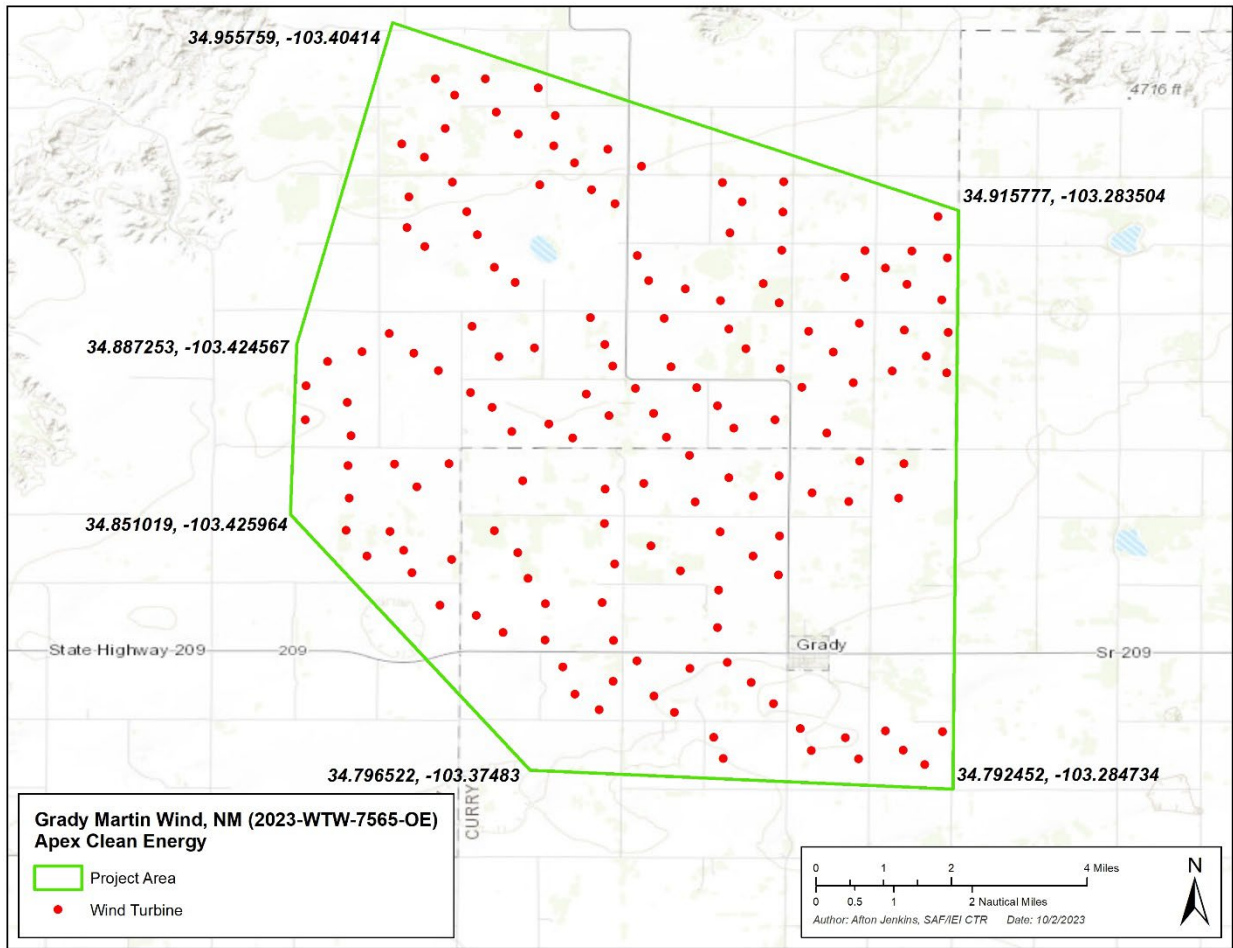 34.955759, -103.40414
4716 ft
34.915777, -103.283504
34.887253, -103.424567
34.851019, -103.425964
State Highway 209
209
Grady
Sr 209
34.796522, -103.37483
34.792452, -103.284734
CURRY
Grady Martin Wind, NM (2023-WTW-7565-OE)
Apex Clean Energy
Project Area
Wind Turbine
0 1 2 4 Miles
0 0.5 1 2 Nautical Miles
Author: Afton Jenkins, SAF/IEI CTR Date: 10/2/2023
N